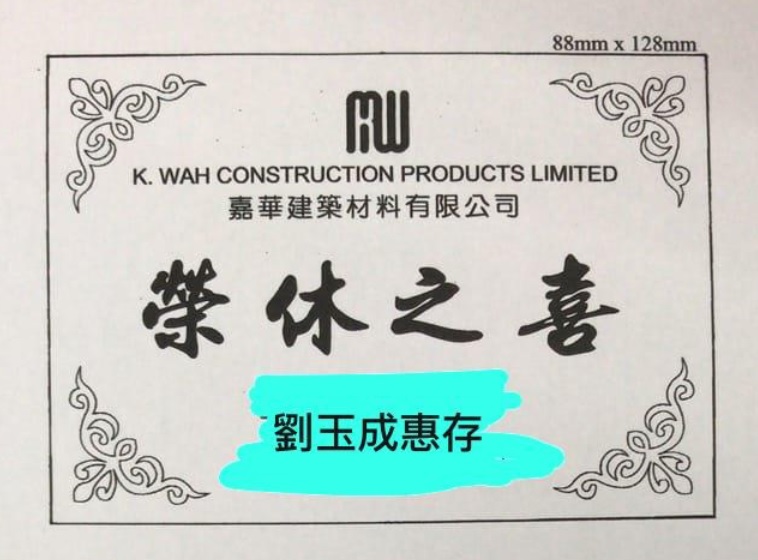 88mm x 128mm
KW
K. WAH CONSTRUCTION PRODUCTS LIMITED
嘉華建築材料有限公司
榮休之喜
劉玉成惠存